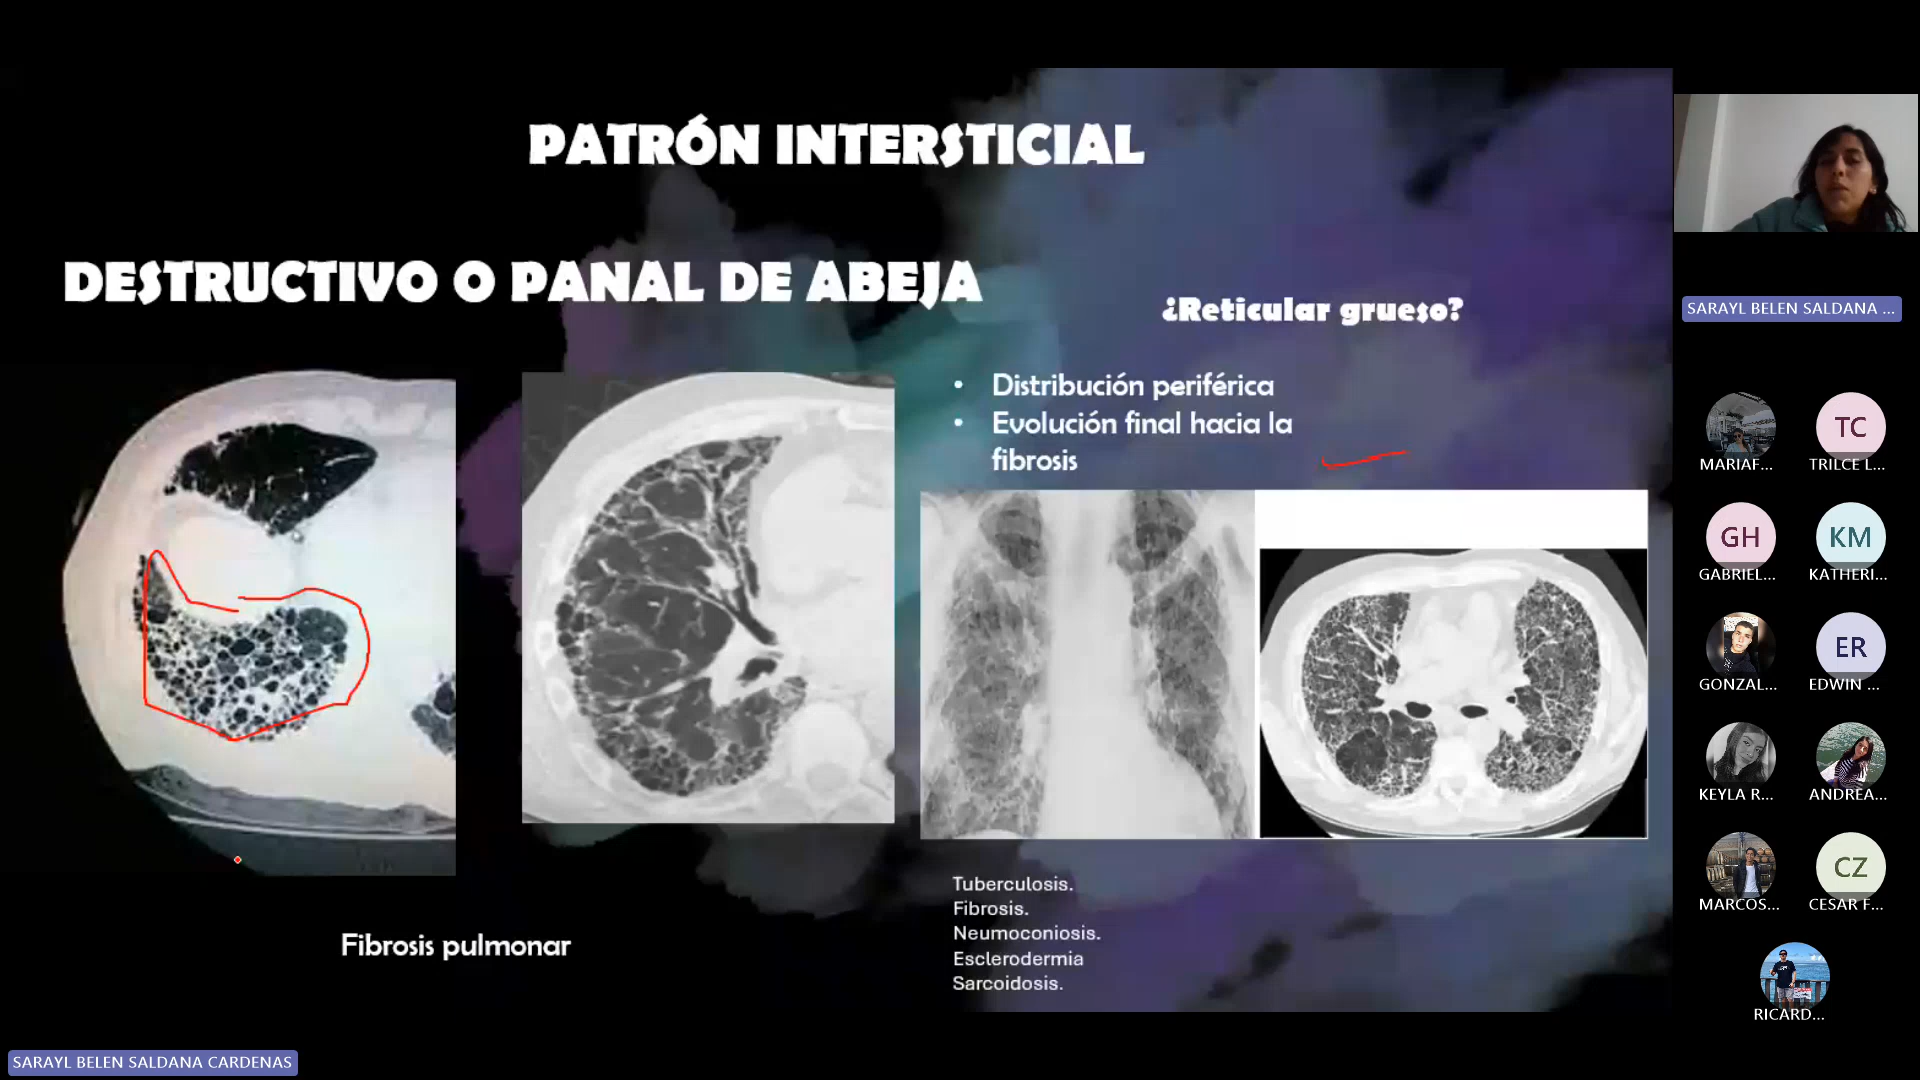 PATRÓN INTERSTICIAL
DESTRUCTIVO O PANAL DE ABEJA
¿Reticular grueso?
• Distribución periférica
• Evolución final hacia la
fibrosis
Tuberculosis.
Fibrosis.
Neumoconiosis.
Esclerodermia
Sarcoidosis.
Fibrosis pulmonar
SARAYL BELEN SALDANA CARDENAS
SARAYL BELEN SALDANA ...
MARIAF...
TC
TRILCE L...
GH
GABRIEL...
KM
KATHERI...
GONZAL...
ER
EDWIN ...
KEYLA R...
ANDREA...
MARCOS...
CZ
CESAR F...
RICARD...